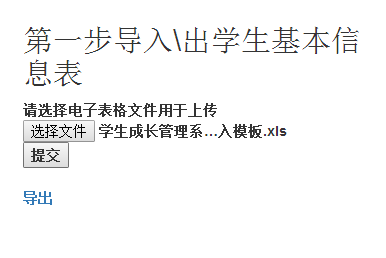 第一步导入\出学生基本信
息表
请选择电子表格文件用于上传
选择文件 学生成长管理系...入模板.xls
提交
导出